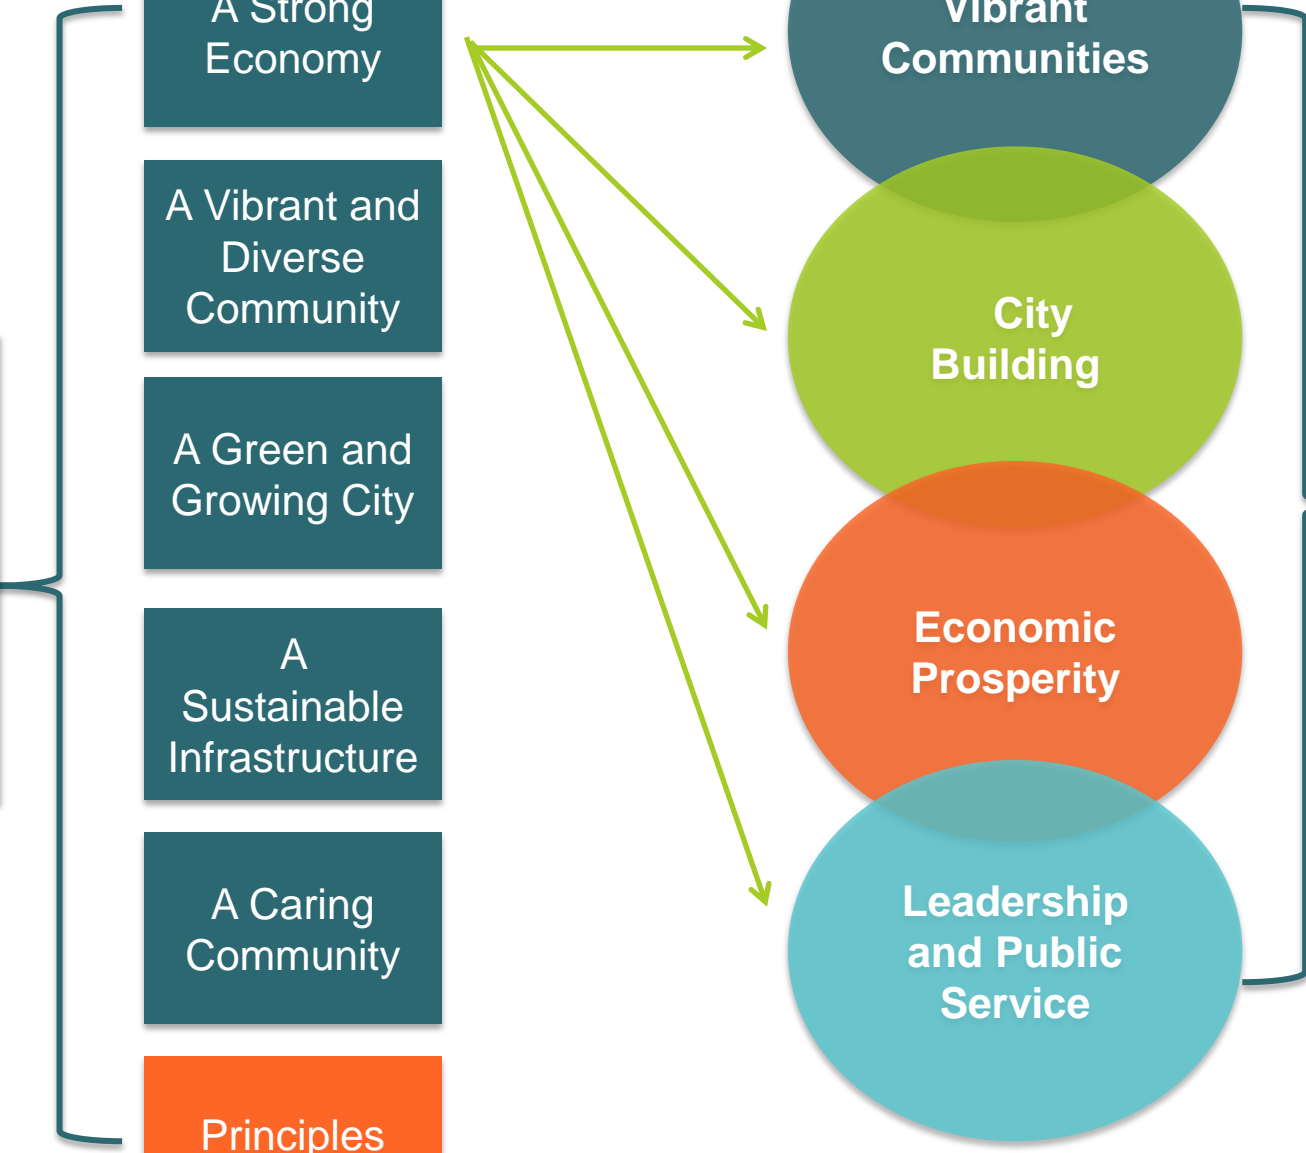 A Strong
Economy
A Vibrant and
Diverse
Community
A Green and
Growing City
A
Sustainable
Infrastructure
A Caring
Community
Principles
Vibrant
Communities
City
Building
Economic
Prosperity
Leadership
and Public
Service